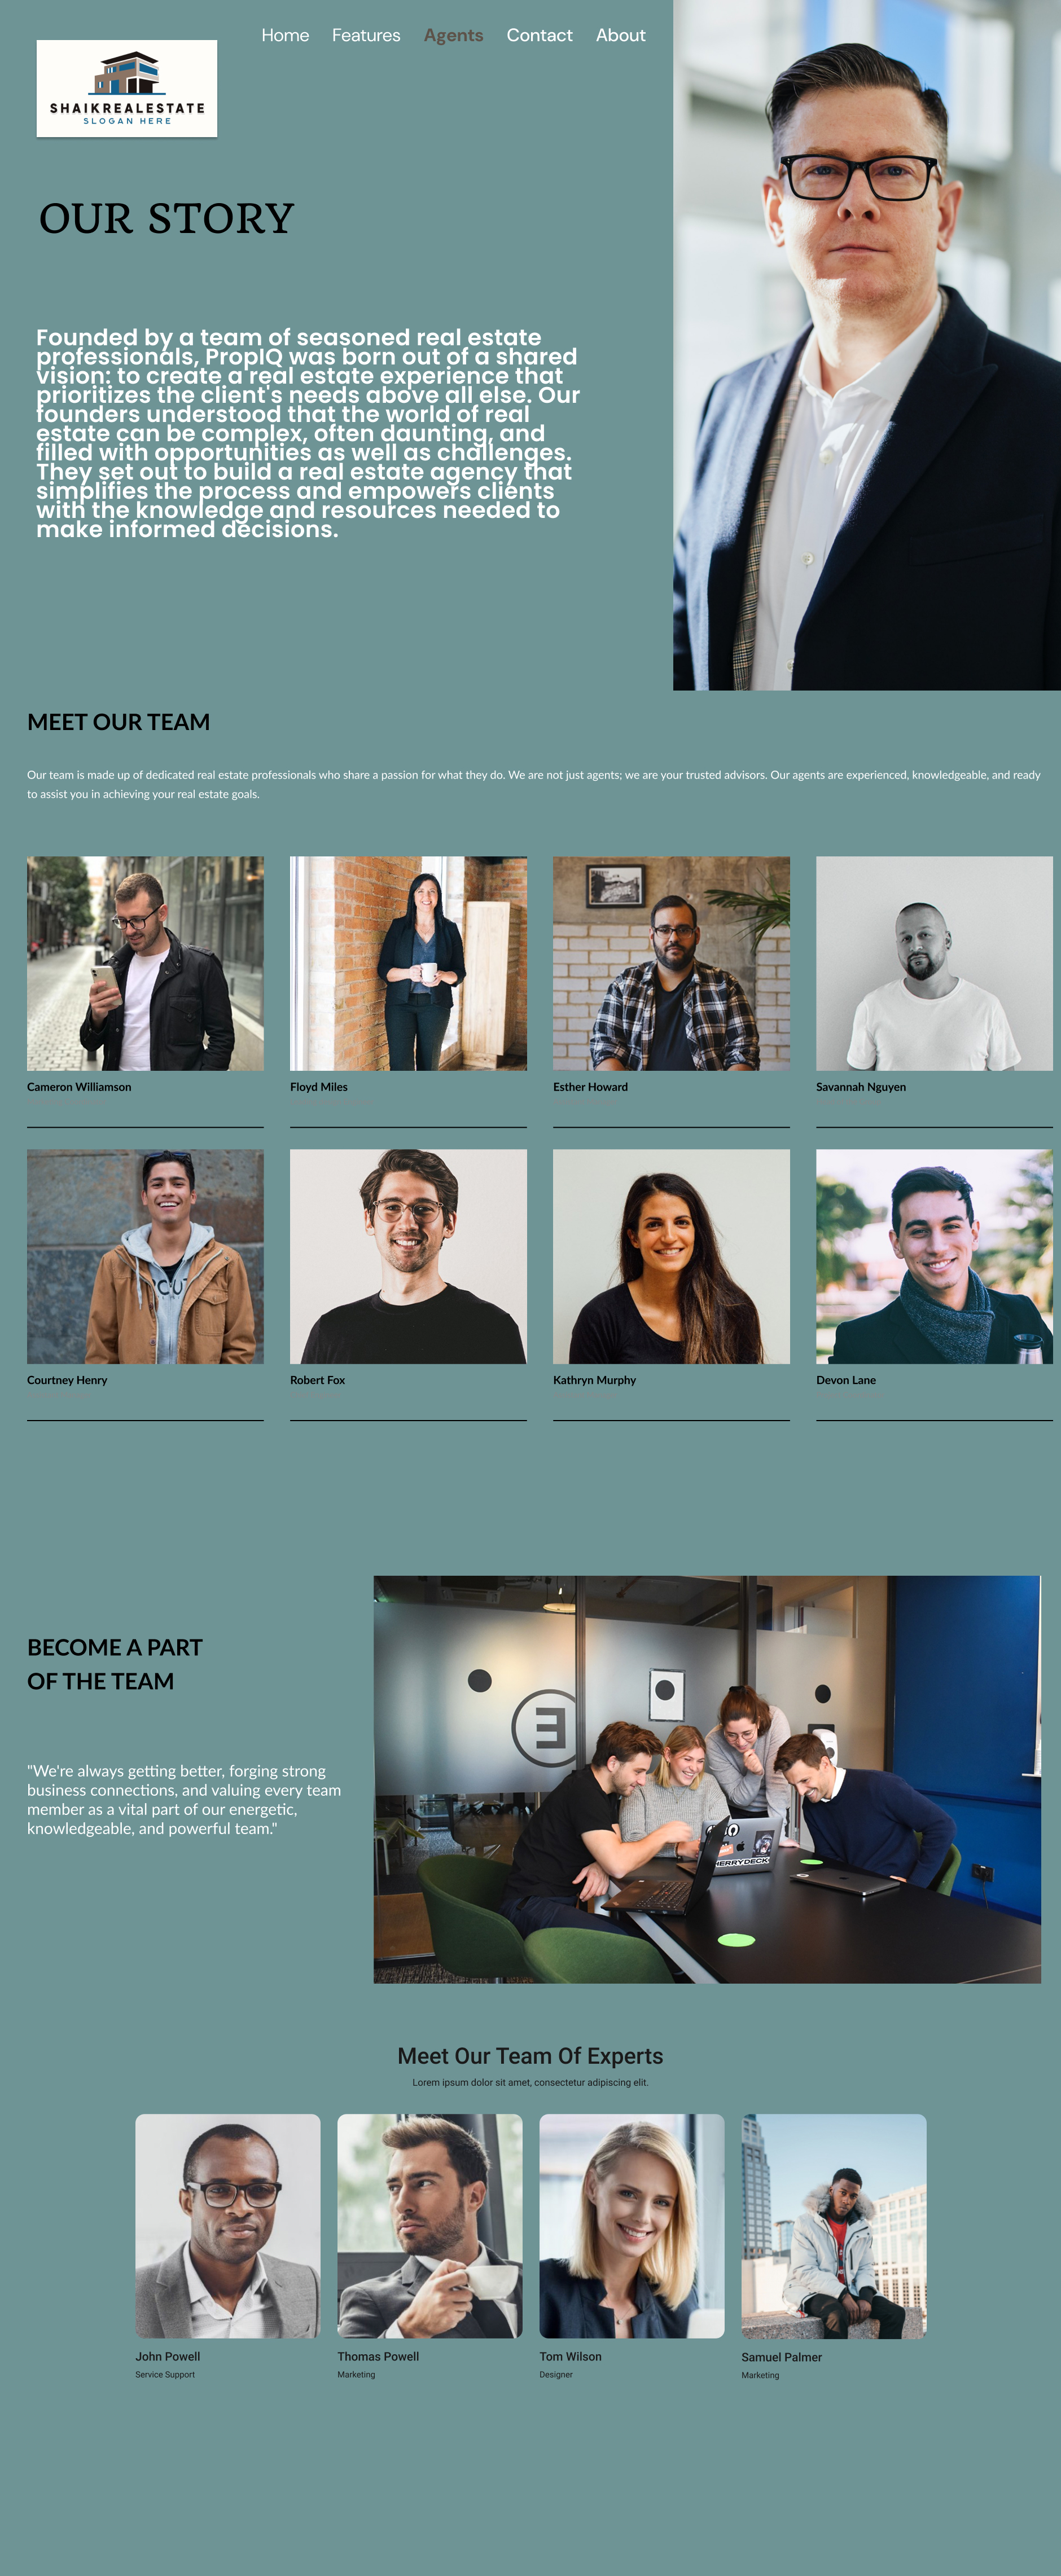 Home Features Agents Contact About
SHAIKREALESTATE
SLOGAN HERE
OUR STORY
Founded by a team of seasoned real estate
professionals, PropIQ was born out of a shared
vision: to create a real estate experience that
prioritizes the client's needs above all else. Our
founders understood that the world of real
estate can be complex, often daunting, and
filled with opportunities as well as challenges.
They set out to build a real estate agency that
simplifies the process and empowers clients
with the knowledge and resources needed to
make informed decisions.
MEET OUR TEAM
Our team is made up of dedicated real estate professionals who share a passion for what they do. We are not just agents; we are your trusted advisors. Our agents are experienced, knowledgeable, and ready
to assist you in achieving your real estate goals.
Cameron Williamson
Floyd Miles
Esther Howard
Savannah Nguyen
Courtney Henry
Robert Fox
Kathryn Murphy
Devon Lane
BECOME A PART
OF THE TEAM
"We're always getting better, forging strong
business connections, and valuing every team
member as a vital part of our energetic,
knowledgeable, and powerful team."
HERRYDECK
Meet Our Team Of Experts
Lorem ipsum dolor sit amet, consectetur adipiscing elit.
John Powell
Service Support
Thomas Powell
Marketing
Tom Wilson
Designer
Samuel Palmer
Marketing